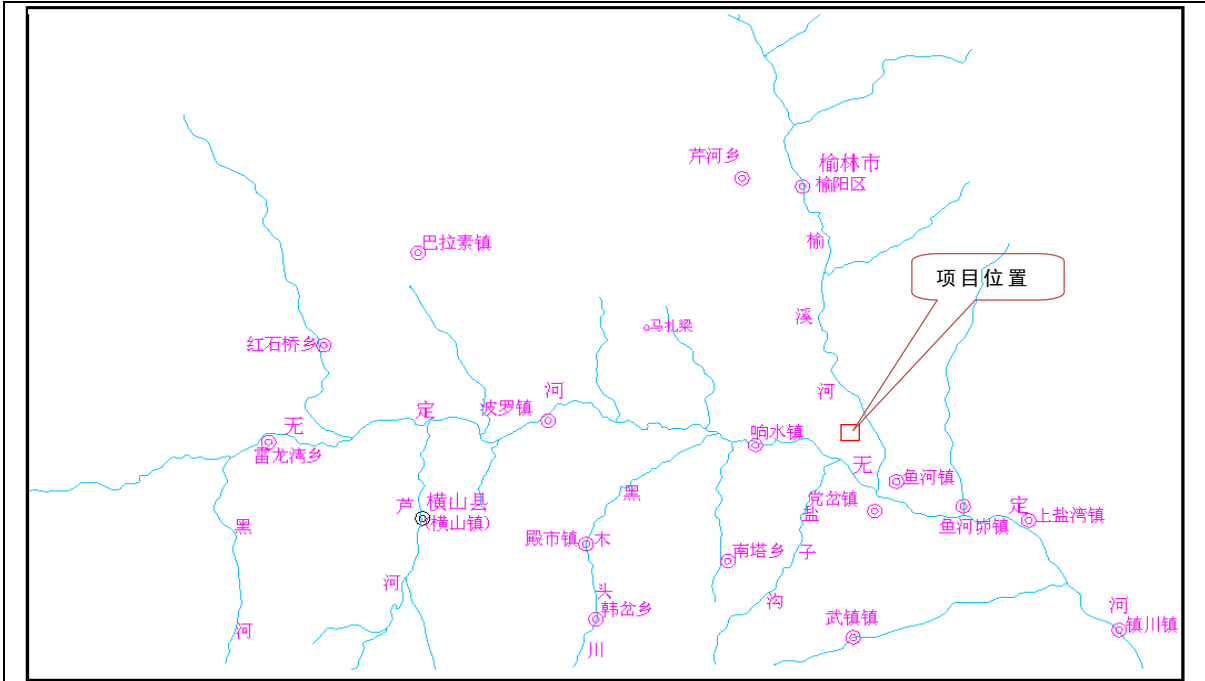 芹河乡
榆林市
榆阳区
巴拉素镇
榆
项目位置
溪
马扎梁
红石桥乡
河
河
定
波罗镇
无
响水镇
雷龙湾乡
无
鱼河镇
黑
党岔镇
定
芦
横山县
(横山镇)
盐
鱼河峁镇
上盐湾镇
黑
殿市镇
木
南塔乡
子
河
头
沟
韩岔乡
武镇镇
河
镇川镇
河
川